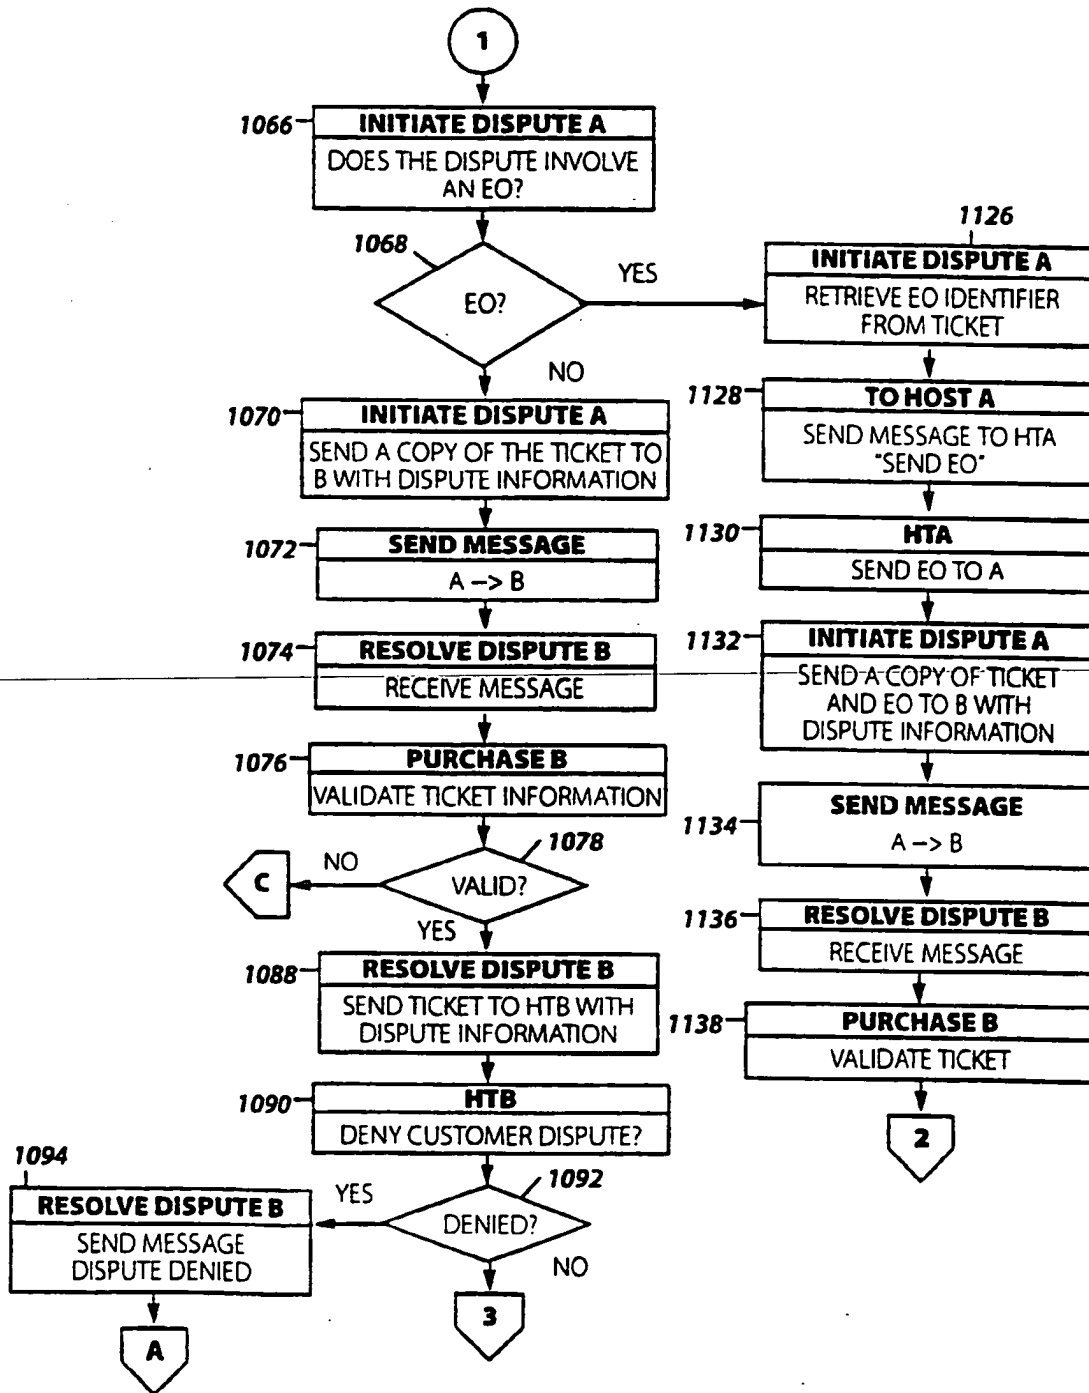 1
1066
INITIATE DISPUTE A
DOES THE DISPUTE INVOLVE
AN EO?
1068
EO?
YES
NO
1070
INITIATE DISPUTE A
SEND A COPY OF THE TICKET TO
B WITH DISPUTE INFORMATION
1072
SEND MESSAGE
A –> B
1074
RESOLVE DISPUTE B
RECEIVE MESSAGE
1076
PURCHASE B
VALIDATE TICKET INFORMATION
1078
VALID?
NO
C
YES
1088
RESOLVE DISPUTE B
SEND TICKET TO HTB WITH
DISPUTE INFORMATION
1090
HTB
DENY CUSTOMER DISPUTE?
1092
DENIED?
YES
NO
1094
RESOLVE DISPUTE B
SEND MESSAGE
DISPUTE DENIED
A
3
1126
INITIATE DISPUTE A
RETRIEVE EO IDENTIFIER
FROM TICKET
1128
TO HOST A
SEND MESSAGE TO HTA
"SEND EO"
1130
HTA
SEND EO TO A
1132
INITIATE DISPUTE A
SEND A COPY OF TICKET
AND EO TO B WITH
DISPUTE INFORMATION
1134
SEND MESSAGE
A –> B
1136
RESOLVE DISPUTE B
RECEIVE MESSAGE
1138
PURCHASE B
VALIDATE TICKET
2